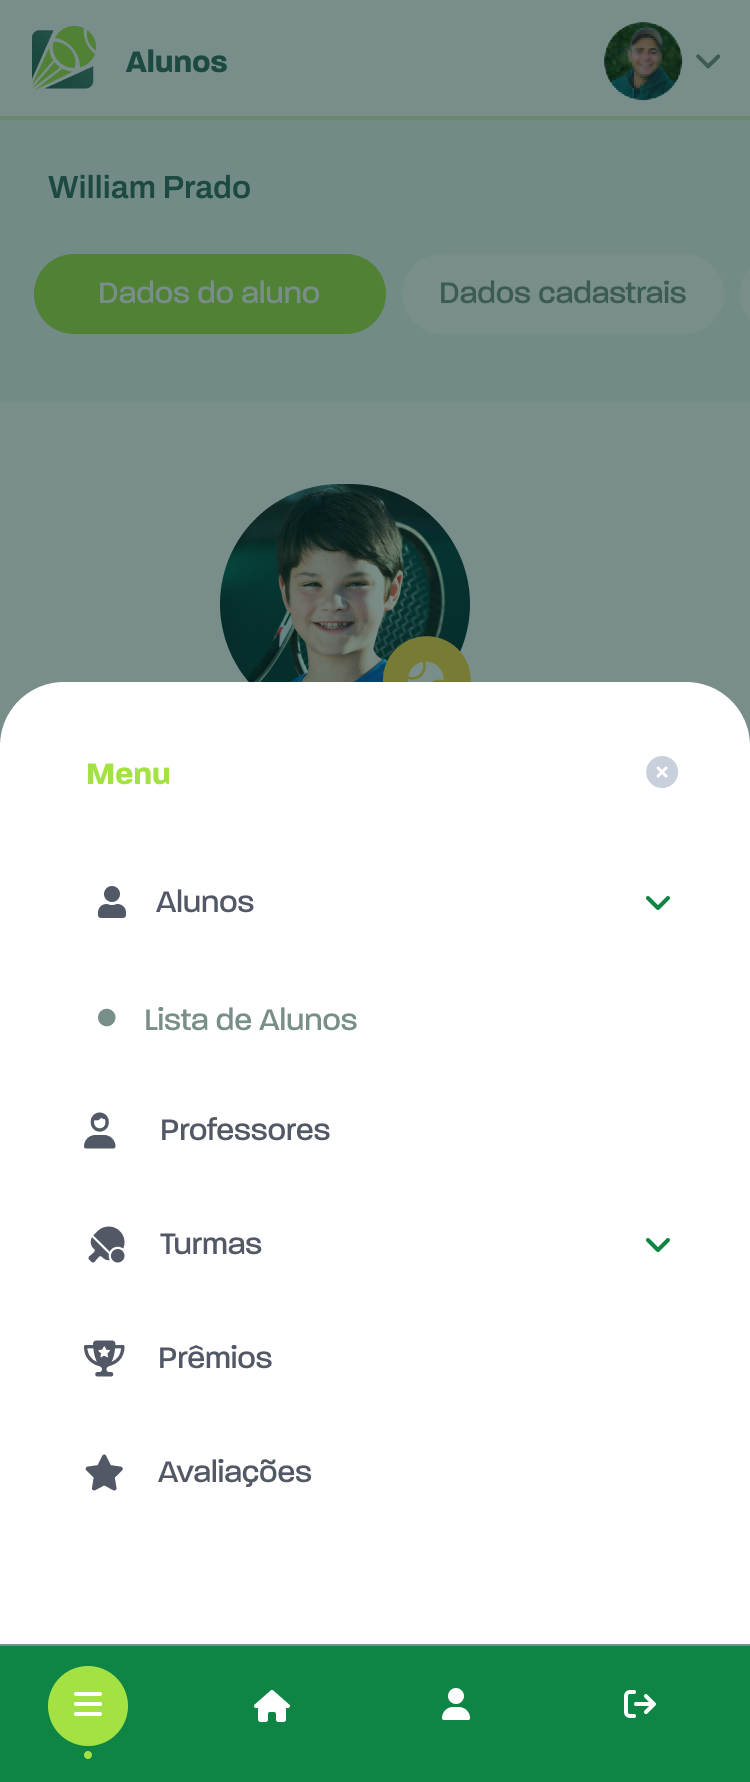 Alunos
William Prado
Dados do aluno
Dados cadastrais
Menu
Alunos
Lista de Alunos
Professores
Turmas
Prêmios
Avaliações